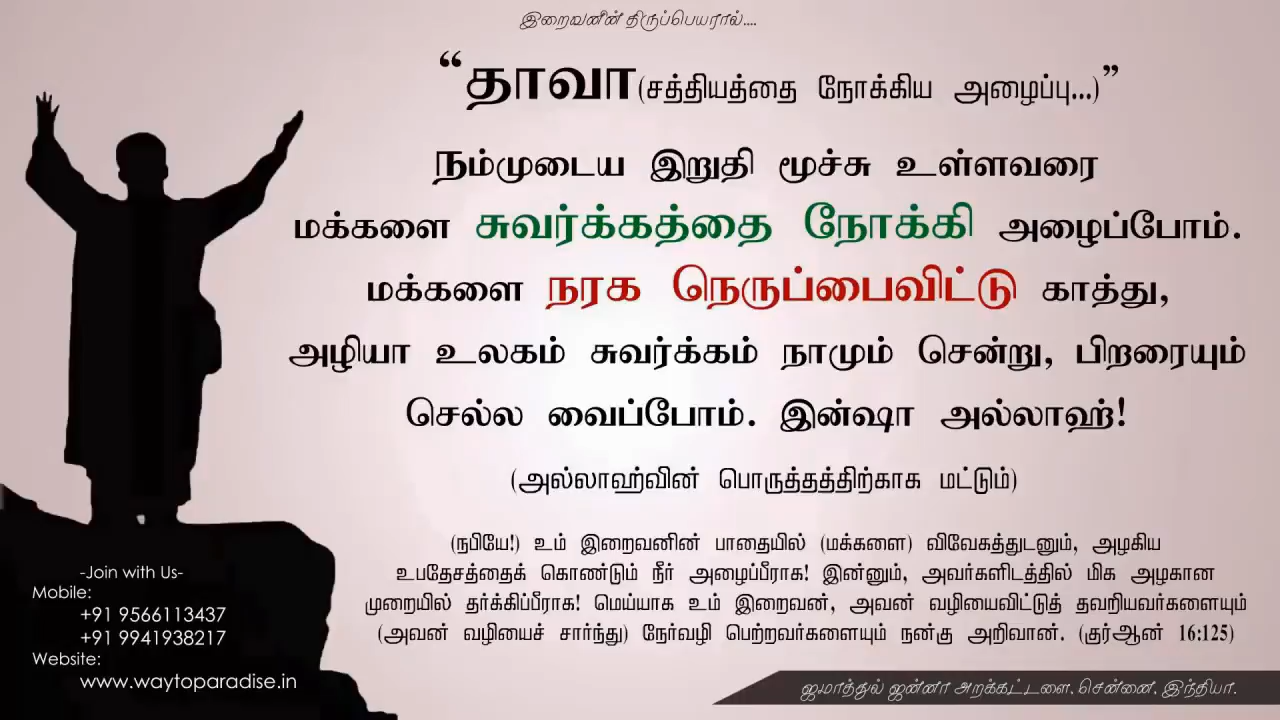 இறைவனின் திருப்பெயரால்....
“தாவா(சத்தியத்தை நோக்கிய அழைப்பு...)”
நம்முடைய இறுதி மூச்சு உள்ளவரை
மக்களை சுவர்க்கத்தை நோக்கி அழைப்போம்.
மக்களை நரக நெருப்பைவிட்டு காத்து,
அழியா உலகம் சுவர்க்கம் நாமும் சென்று, பிறரையும்
செல்ல வைப்போம். இன்ஷா அல்லாஹ்!
(அல்லாஹ்வின் பொருத்தத்திற்காக மட்டும்)
(நபியே!) உம் இறைவனின் பாதையில் (மக்களை) விவேகத்துடனும், அழகிய
உபதேசத்தைக் கொண்டும் நீர் அழைப்பீராக! இன்னும், அவர்களிடத்தில் மிக அழகான
முறையில் தர்க்கிப்பீராக! மெய்யாக உம் இறைவன், அவன் வழியைவிட்டுத் தவறியவர்களையும்
(அவன் வழியைச் சார்ந்து) நேர்வழி பெற்றவர்களையும் நன்கு அறிவான். (குர்ஆன் 16:125)
-Join with Us-
Mobile:
+91 9566113437
+91 9941938217
Website:
www.waytoparadise.in
ஜமாத்துல் ஜன்னா அறக்கட்டளை, சென்னை, இந்தியா.